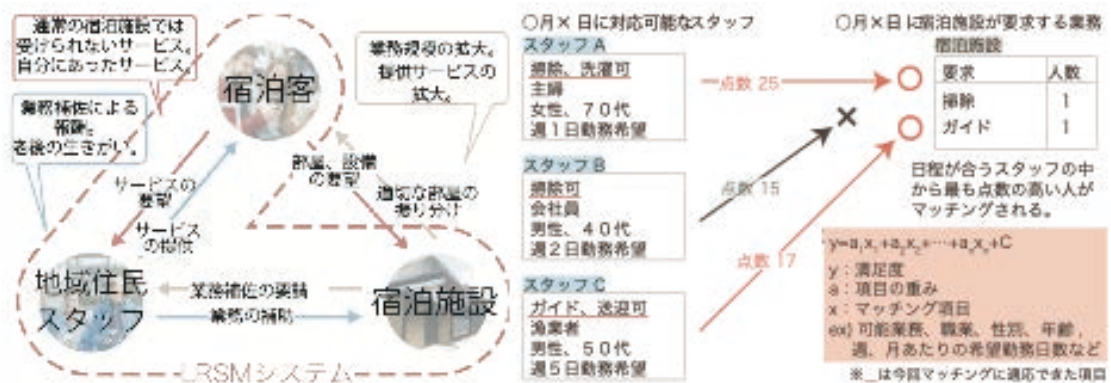 通常の宿泊施設では
受けられないサービス。
自分にあったサービス。
業務補佐による
報酬。
老後の生きがい。
宿泊客
業務規模の拡大。
提供サービスの
拡大。
サービスの
要望
サービス
の提供
部屋、設備
の要望
適切な部屋の
振り分け
地域住民
スタッフ
業務補佐の要請
業務の補助
宿泊施設
LRSMシステム
〇月×日に対応可能なスタッフ
スタッフA
掃除、洗濯可
主婦
女性、70代
週1日勤務希望
スタッフB
掃除可
会社員
男性、40代
週2日勤務希望
スタッフC
ガイド、送迎可
漁業者
男性、50代
週5日勤務希望
点数 25
点数 15
点数 17
〇月×日に宿泊施設が要求する業務
宿泊施設
要求 人数
掃除 1
ガイド 1
日程が合うスタッフの中
から最も点数の高い人が
マッチングされる。
y：満足度
a：項目の重み
x：マッチング項目
ex) 可能業務、職業、性別、年齢，
週、月あたりの希望勤務日数など
※_は今回マッチングに適応できた項目